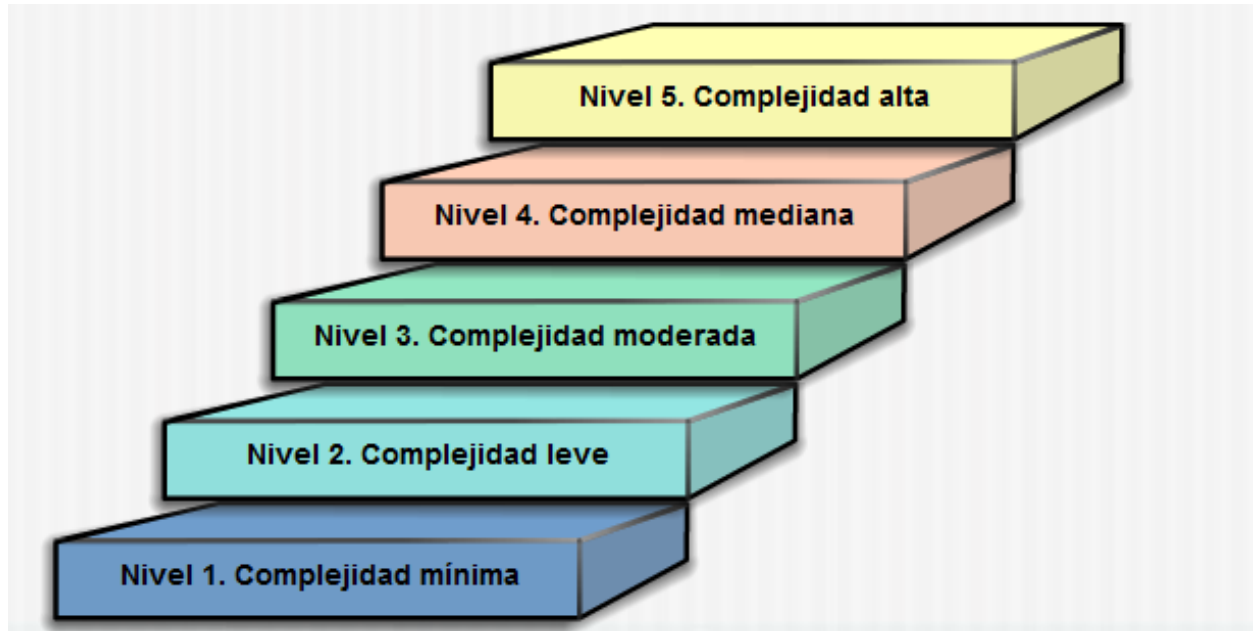 Nivel 5. Complejidad alta
Nivel 4. Complejidad mediana
Nivel 3. Complejidad moderada
Nivel 2. Complejidad leve
Nivel 1. Complejidad mínima